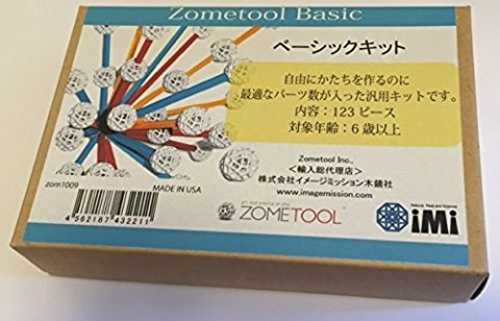 Zometool Basic
ベーシックキット
自由にかたちを作るのに
最適なパーツ数が入った汎用キットです。
内容：123 ピース
対象年齢：6 歳以上
Zometool Inc.,
＜輸入総代理店＞
株式会社イメージミッション木鏡社
www.imagemission.com
zom1009
MADE IN USA
4 562187 432211
ZOMETOOL
iMi